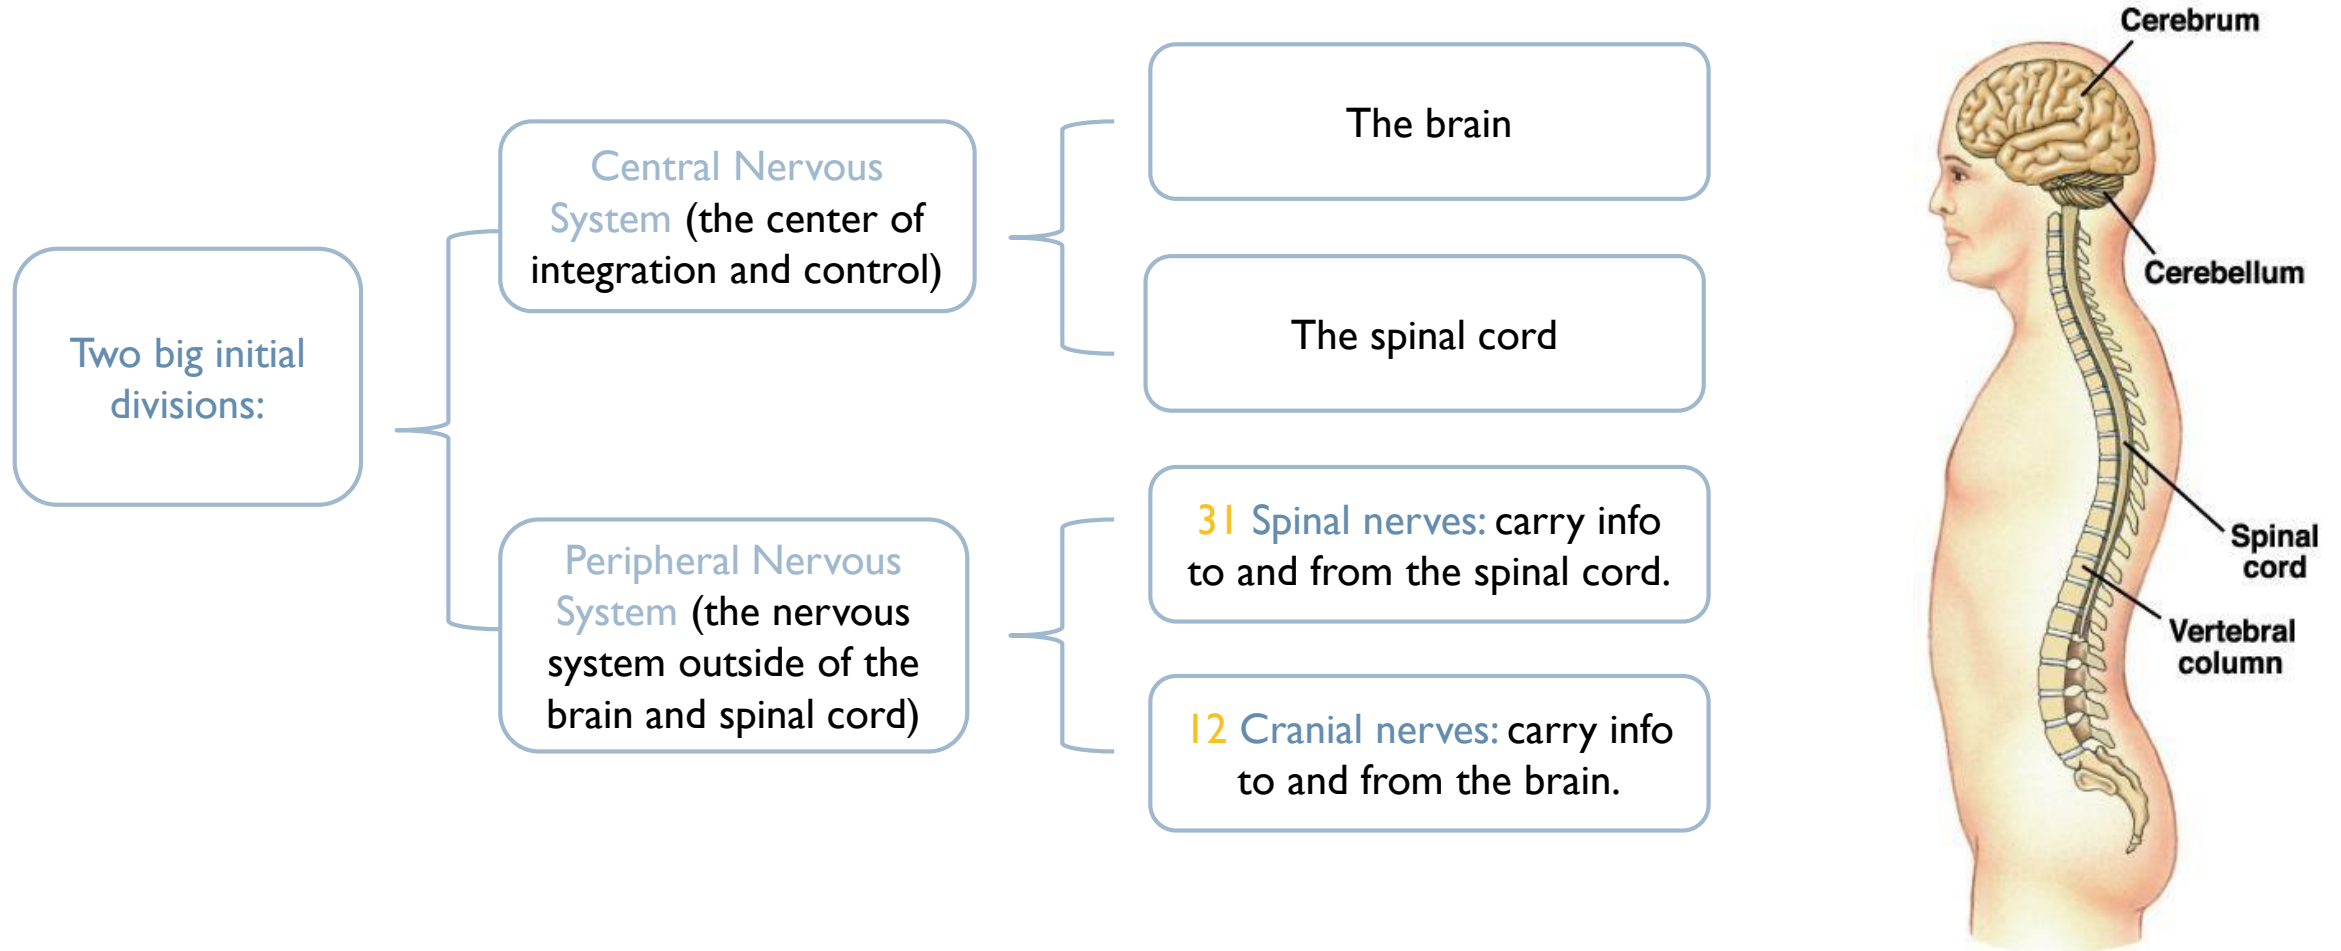 Two big initial
divisions:
Central Nervous
System (the center of
integration and control)
The brain
The spinal cord
Peripheral Nervous
System (the nervous
system outside of the
brain and spinal cord)
31 Spinal nerves: carry info
to and from the spinal cord.
12 Cranial nerves: carry info
to and from the brain.
Cerebrum
Cerebellum
Spinal
cord
Vertebral
column